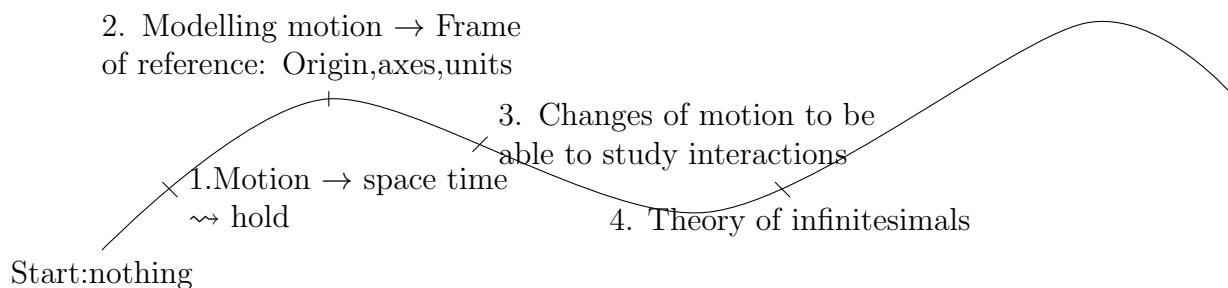 2. Modelling motion → Frame
of reference: Origin,axes,units
3. Changes of motion to be
able to study interactions
1.Motion → space time
⇝ hold
4. Theory of infinitesimals
Start:nothing